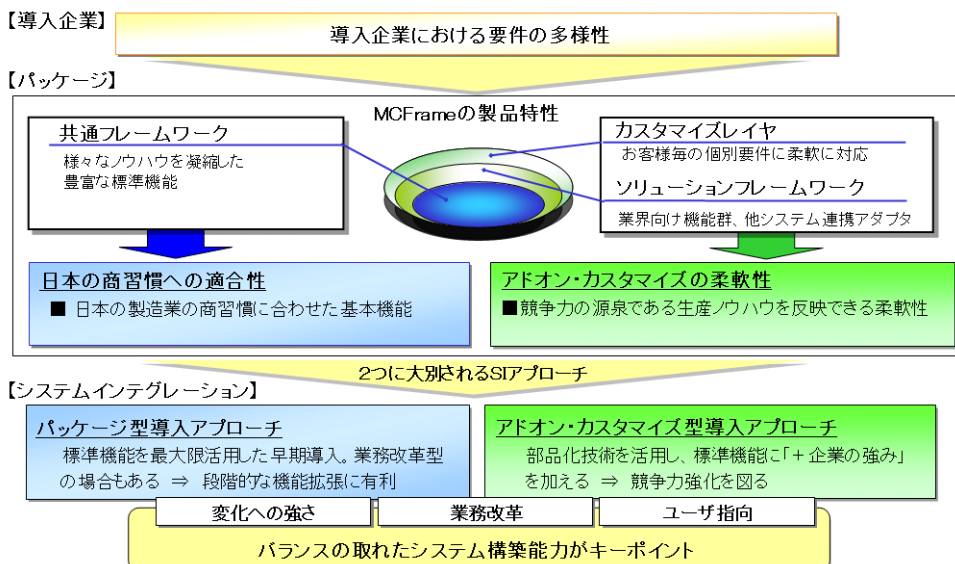 【導入企業】
導入企業における要件の多様性
【パッケージ】
MCFrameの製品特性
共通フレームワーク
様々なノウハウを凝縮した
豊富な標準機能
カスタマイズレイヤ
お客様毎の個別要件に柔軟に対応
ソリューションフレームワーク
業界向け機能群、他システム連携アダプタ
日本の商習慣への適合性
■ 日本の製造業の商習慣に合わせた基本機能
アドオン・カスタマイズの柔軟性
■競争力の源泉である生産ノウハウを反映できる柔軟性
2つに大別されるSIアプローチ
【システムインテグレーション】
パッケージ型導入アプローチ
標準機能を最大限活用した早期導入。業務改革型
の場合もある ⇒ 段階的な機能拡張に有利
アドオン・カスタマイズ型導入アプローチ
部品化技術を活用し、標準機能に「+企業の強み」
を加える ⇒ 競争力強化を図る
変化への強さ
業務改革
ユーザ指向
バランスの取れたシステム構築能力がキーポイント